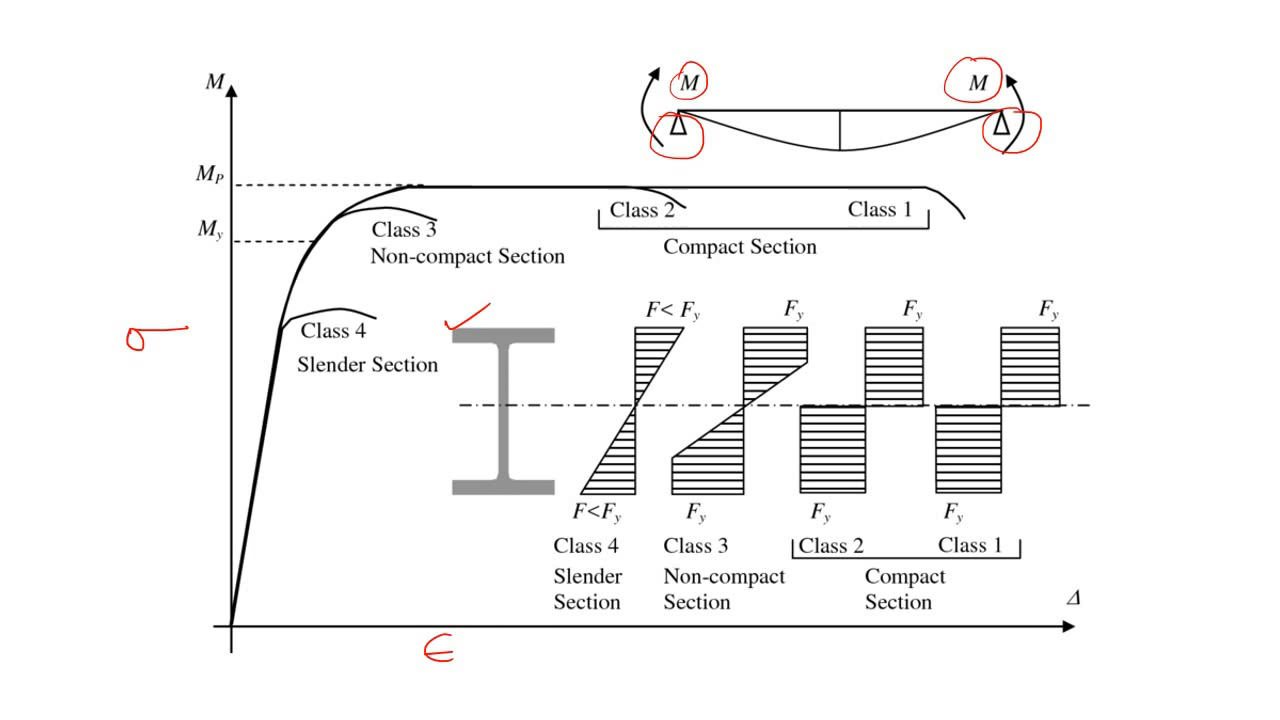 M
M M
M_P
Class 2 Class 1
M_y
Class 3
Compact Section
Non-compact Section
F< F_y F_y F_y F_y
σ
Class 4
Slender Section
F<F_y F_y F_y F_y
Class 4 Class 3 Class 2 Class 1
Slender Non-compact Compact
Section Section Section
Δ
ϵ